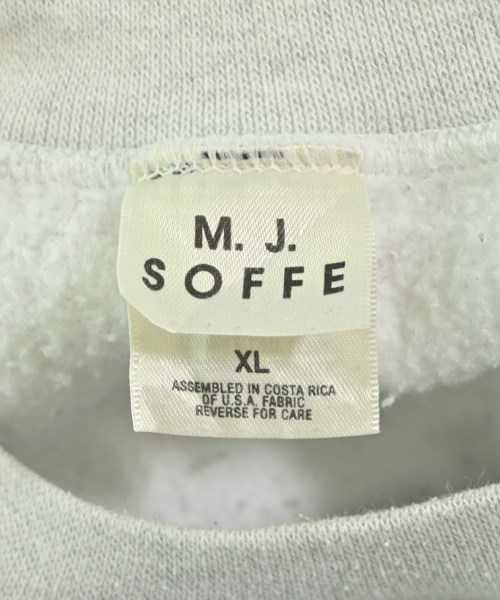 M. J.
SOFFE
XL
ASSEMBLED IN COSTA RICA
OF U.S.A. FABRIC
REVERSE FOR CARE